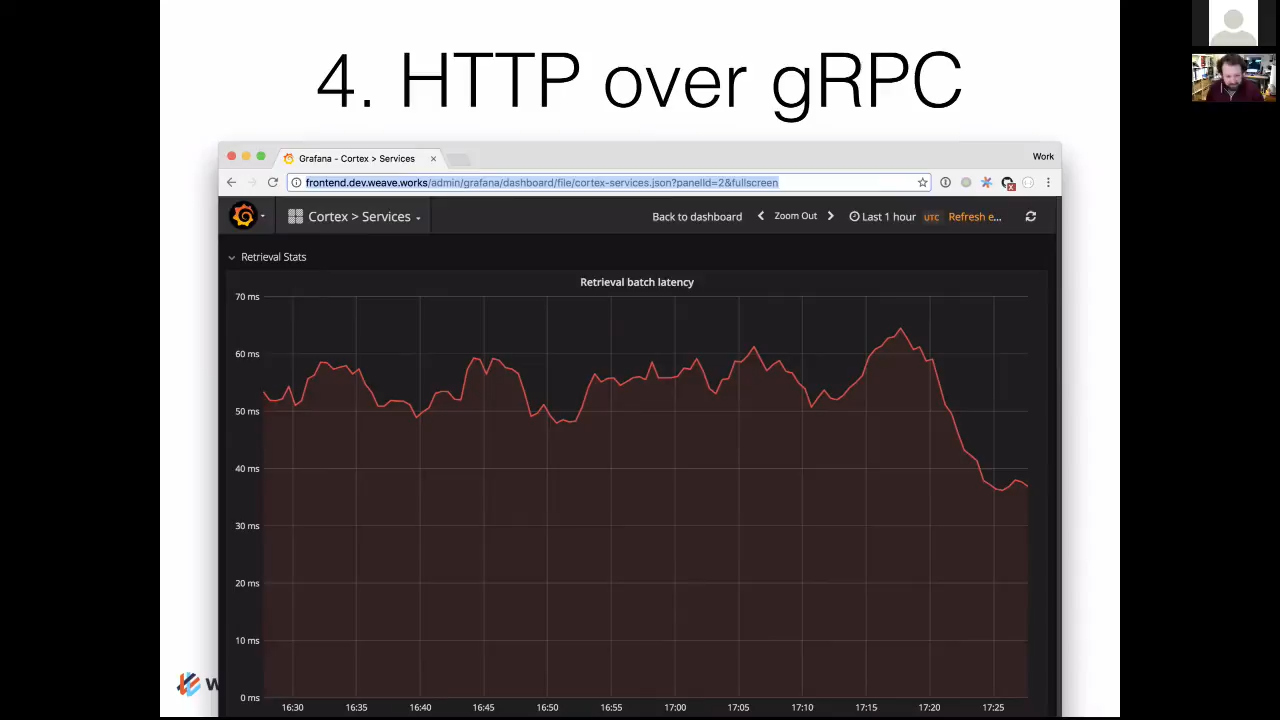 4. HTTP over gRPC
Grafana - Cortex > Services
Work
frontend.dev.weave.works/admin/grafana/dashboard/file/cortex-services.json?panelId=2&fullscreen
Cortex > Services
Back to dashboard
Zoom Out
Last 1 hour
UTC
Refresh e...
Retrieval Stats
Retrieval batch latency
70 ms
60 ms
50 ms
40 ms
30 ms
20 ms
10 ms
0 ms
16:30 16:35 16:40 16:45 16:50 16:55 17:00 17:05 17:10 17:15 17:20 17:25